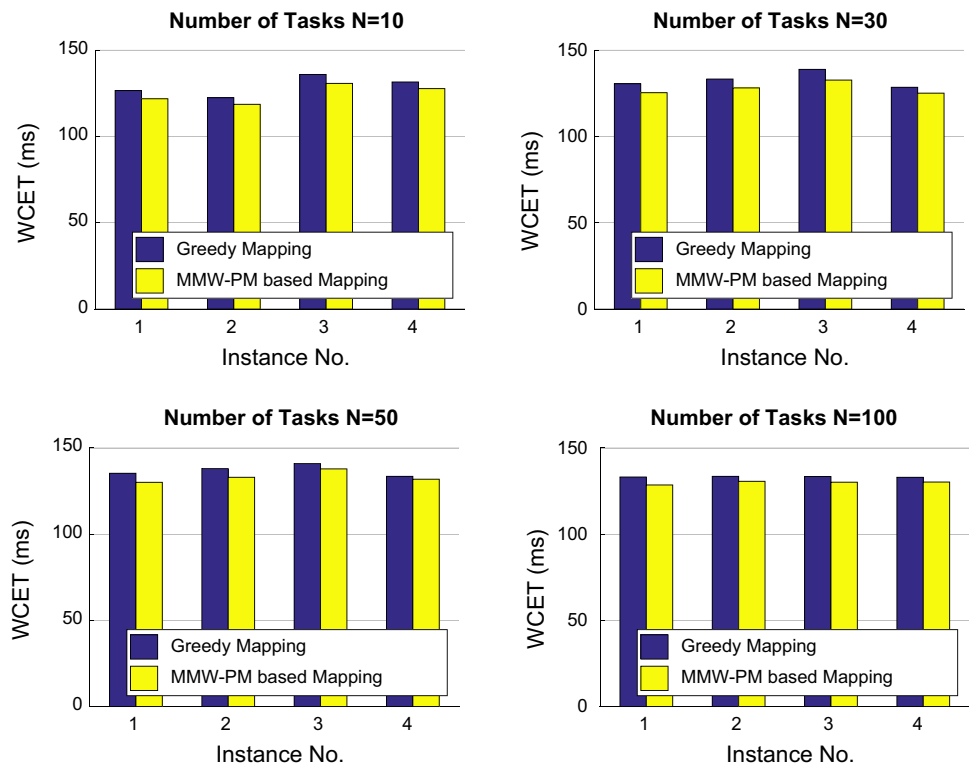 Number of Tasks N=10
150
100
50
0
WCET (ms)
Greedy Mapping
MMW-PM based Mapping
1 2 3 4
Instance No.
Number of Tasks N=30
150
100
50
0
WCET (ms)
Greedy Mapping
MMW-PM based Mapping
1 2 3 4
Instance No.
Number of Tasks N=50
150
100
50
0
WCET (ms)
Greedy Mapping
MMW-PM based Mapping
1 2 3 4
Instance No.
Number of Tasks N=100
150
100
50
0
WCET (ms)
Greedy Mapping
MMW-PM based Mapping
1 2 3 4
Instance No.